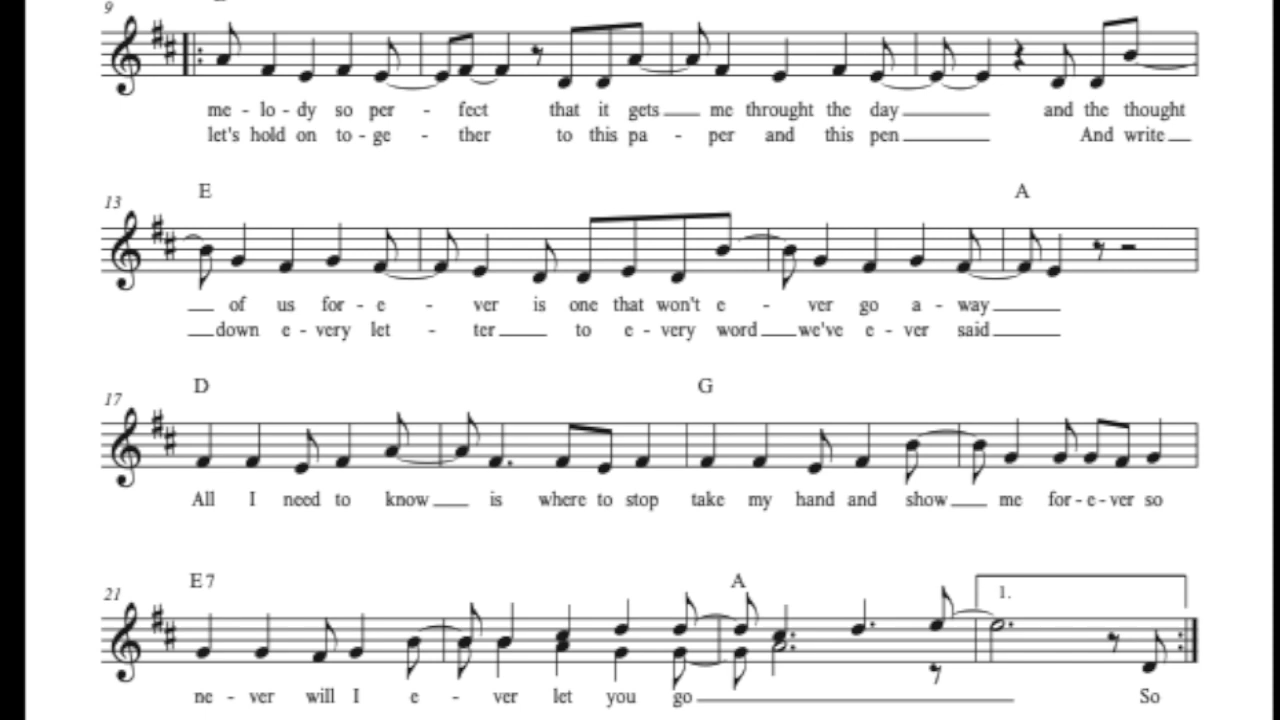 9
me - lo - dy so per - fect that it gets me throught the day and the thought
let's hold on to - ge - ther to this pa - per and this pen And write
E A
13
of us for - e - ver is one that won't e - ver go a - way
down e - very let - ter to e - very word we've e - ver said
D G
17
All I need to know is where to stop take my hand and show me for - e - ver so
E7 A
1.
21
ne - ver will I e - ver let you go So